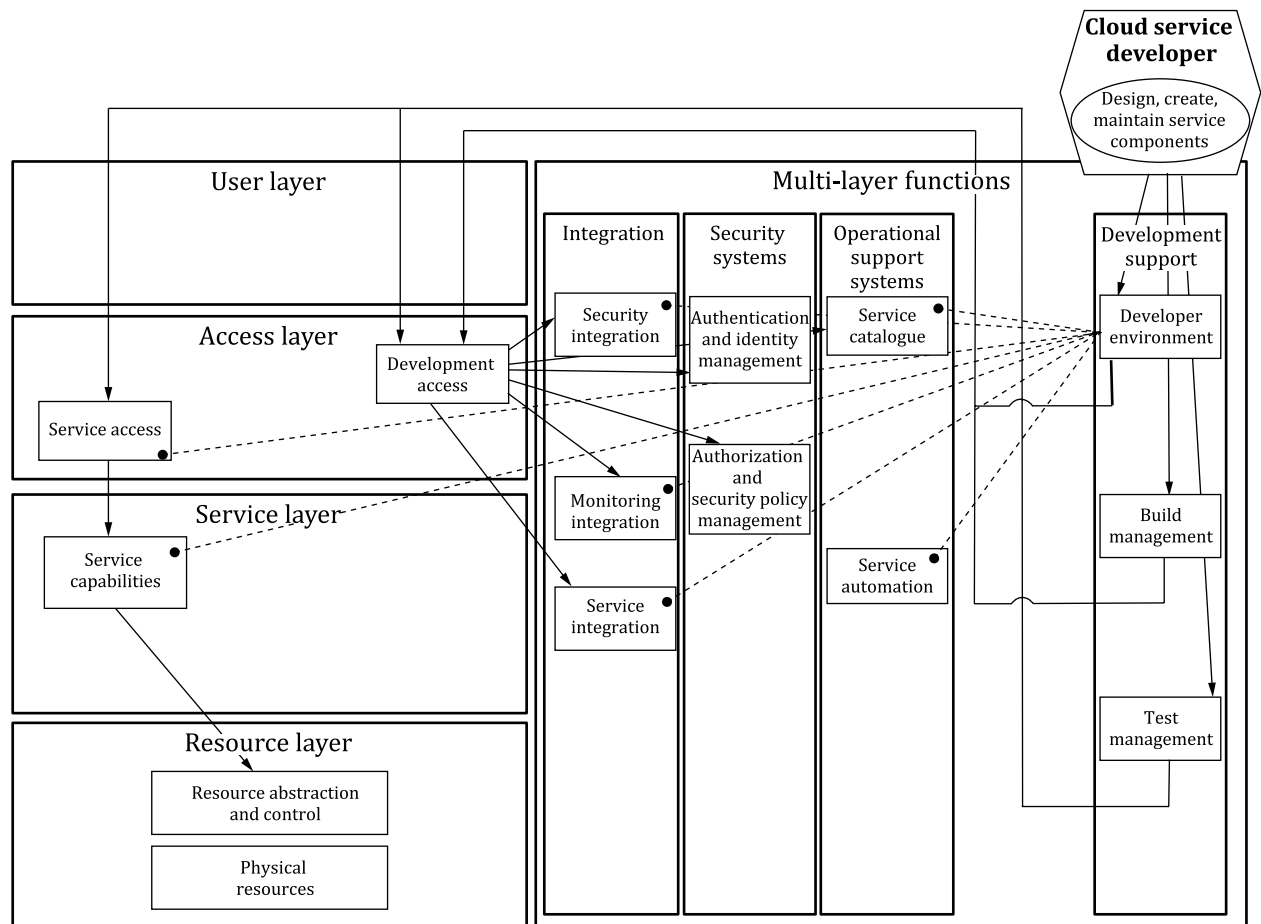 Cloud service
developer
Design, create,
maintain service
components
User layer
Multi-layer functions
Integration
Security
systems
Operational
support
systems
Development
support
Access layer
Development
access
Service access
Security
integration
Authentication
and identity
management
Service
catalogue
Developer
environment
Monitoring
integration
Authorization
and
security policy
management
Service layer
Service
capabilities
Service
integration
Service
automation
Build
management
Test
management
Resource layer
Resource abstraction
and control
Physical
resources